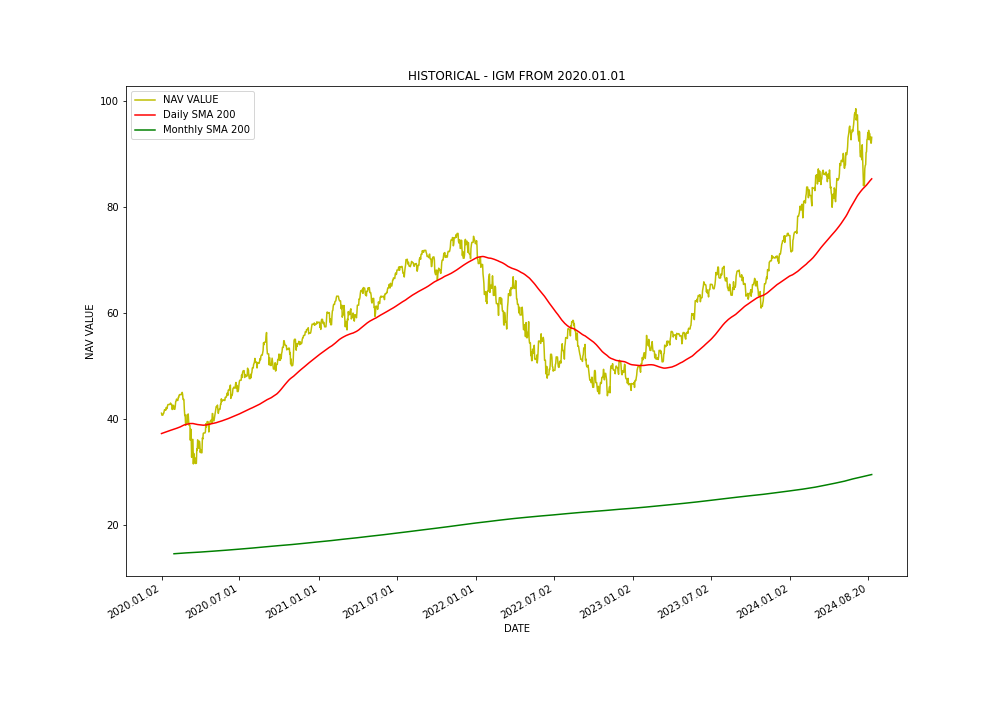 HISTORICAL - IGM FROM 2020.01.01
NAV VALUE
Daily SMA 200
Monthly SMA 200
100
80
60
40
20
NAV VALUE
2020.01.02
2020.07.01
2021.01.01
2021.07.01
2022.01.01
2022.07.02
2023.01.02
2023.07.02
2024.01.02
2024.08.20
DATE